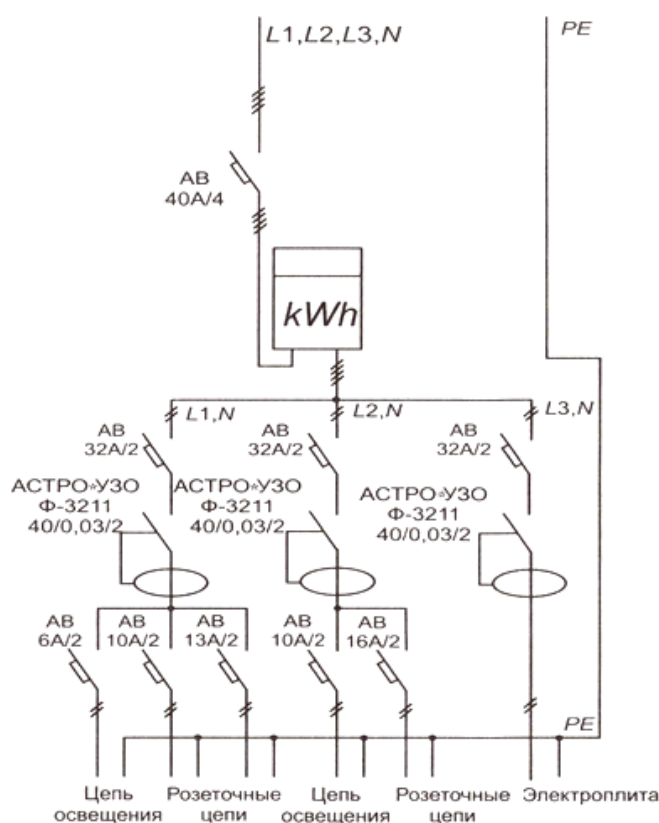 L1,L2,L3,N
PE
АВ
40А/4
kWh
L1,N
L2,N
L3,N
АВ
32А/2
АВ
32А/2
АВ
32А/2
АСТРО*УЗО
Ф-3211
40/0,03/2
АСТРО*УЗО
Ф-3211
40/0,03/2
АСТРО*УЗО
Ф-3211
40/0,03/2
АВ
6А/2
АВ
10А/2
АВ
13А/2
АВ
10А/2
АВ
16А/2
PE
Цепь
освещения
Розеточные
цепи
Цепь
освещения
Розеточные
цепи
Электроплита